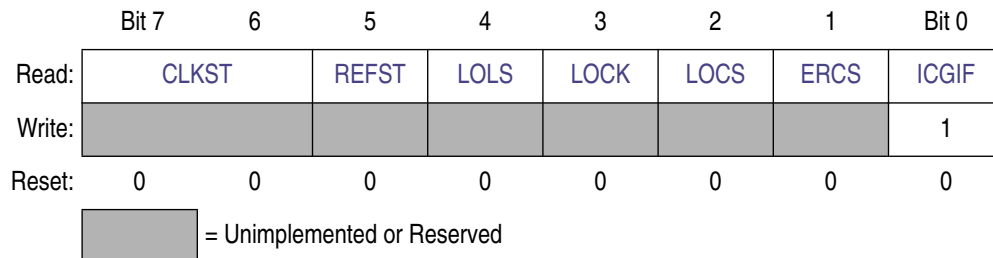 Bit 7 6 5 4 3 2 1 Bit 0
Read: CLKST REFST LOLS LOCK LOCS ERCS ICGIF
Write: 1
Reset: 0 0 0 0 0 0 0 0
= Unimplemented or Reserved